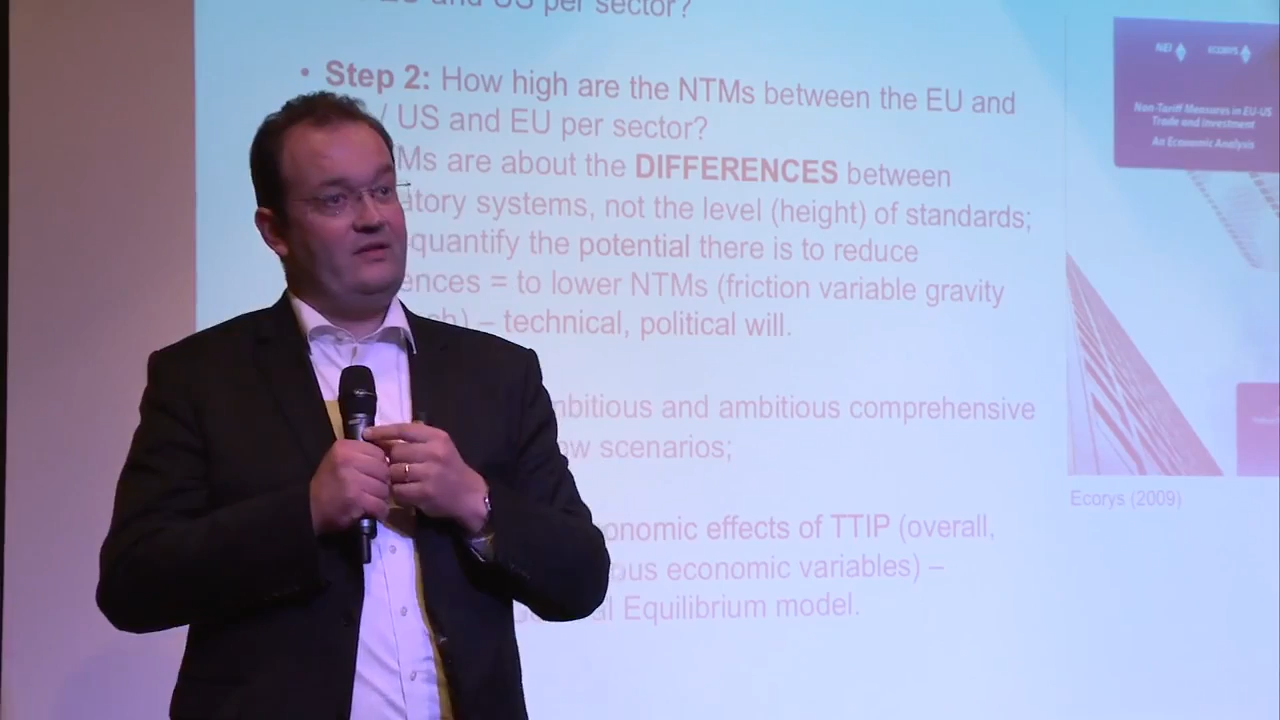 and US per sector?
• Step 2: How high are the NTMs between the EU and
/ US and EU per sector?
Ms are about the DIFFERENCES between
atory systems, not the level (height) of standards;
quantify the potential there is to reduce
ences = to lower NTMs (friction variable gravity
ch) – technical, political will.
mbitious and ambitious comprehensive
ow scenarios;
onomic effects of TTIP (overall,
ous economic variables) –
al Equilibrium model.
NEI ECORYS
Non-Tariff Measures in EU-US
Trade and Investment
An Economic Analysis
Ecorys (2009)